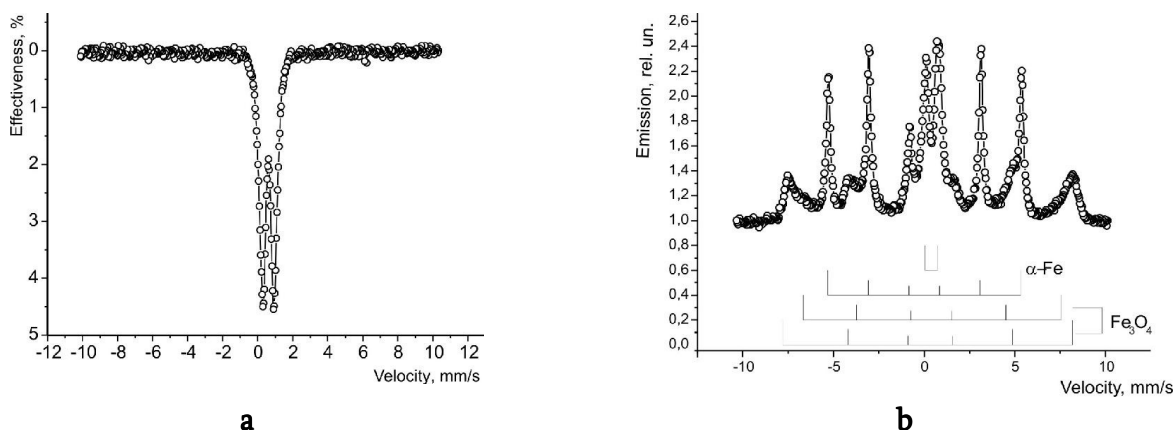 Effectiveness, %
0
1
2
3
4
5
-12 -10 -8 -6 -4 -2 0 2 4 6 8 10 12
Velocity, mm/s
a
Emission, rel. un.
2,6
2,4
2,2
2,0
1,8
1,6
1,4
1,2
1,0
0,8
0,6
0,4
0,2
0,0
α-Fe
Fe₃O₄
-10 -5 0 5 10
Velocity, mm/s
b